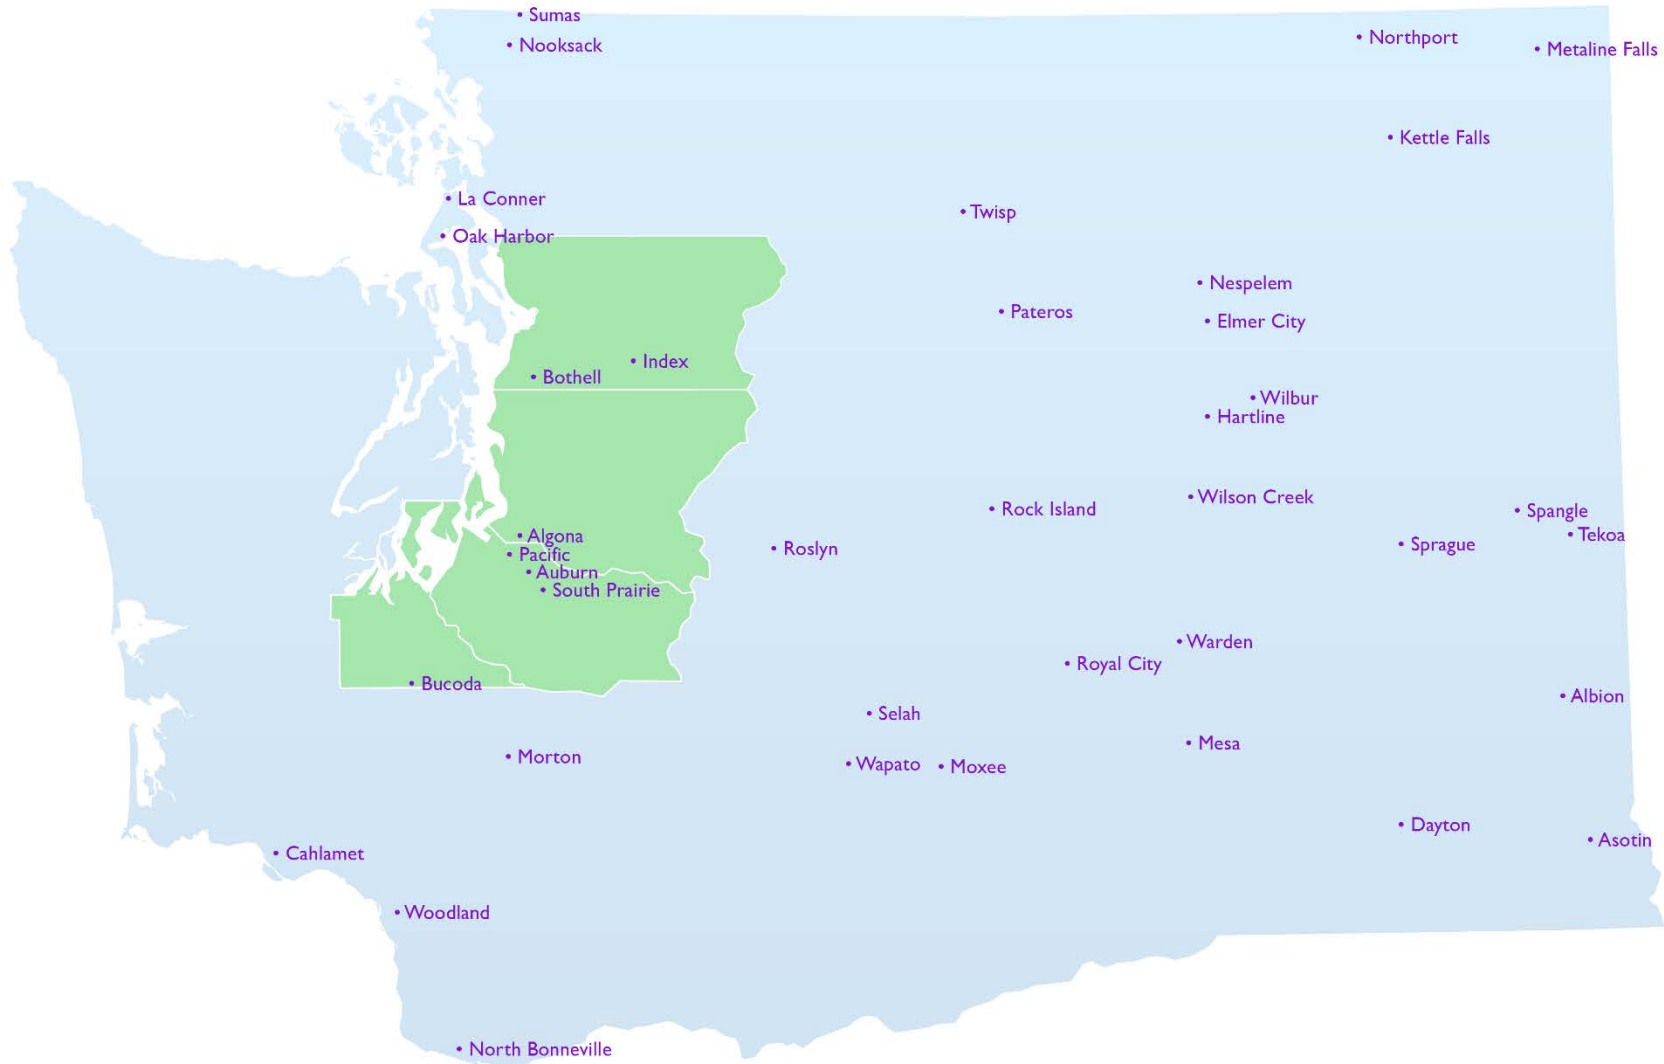 Sumas
Nooksack
Northport
Metaline Falls
Kettle Falls
La Conner
Twisp
Oak Harbor
Nespelem
Pateros
Elmer City
Index
Bothell
Wilbur
Hartline
Wilson Creek
Rock Island
Spangle
Tekoa
Algona
Sprague
Roslyn
Pacific
Auburn
South Prairie
Warden
Royal City
Bucoda
Albion
Selah
Mesa
Morton
Wapato
Moxee
Dayton
Asotin
Cahlamet
Woodland
North Bonneville